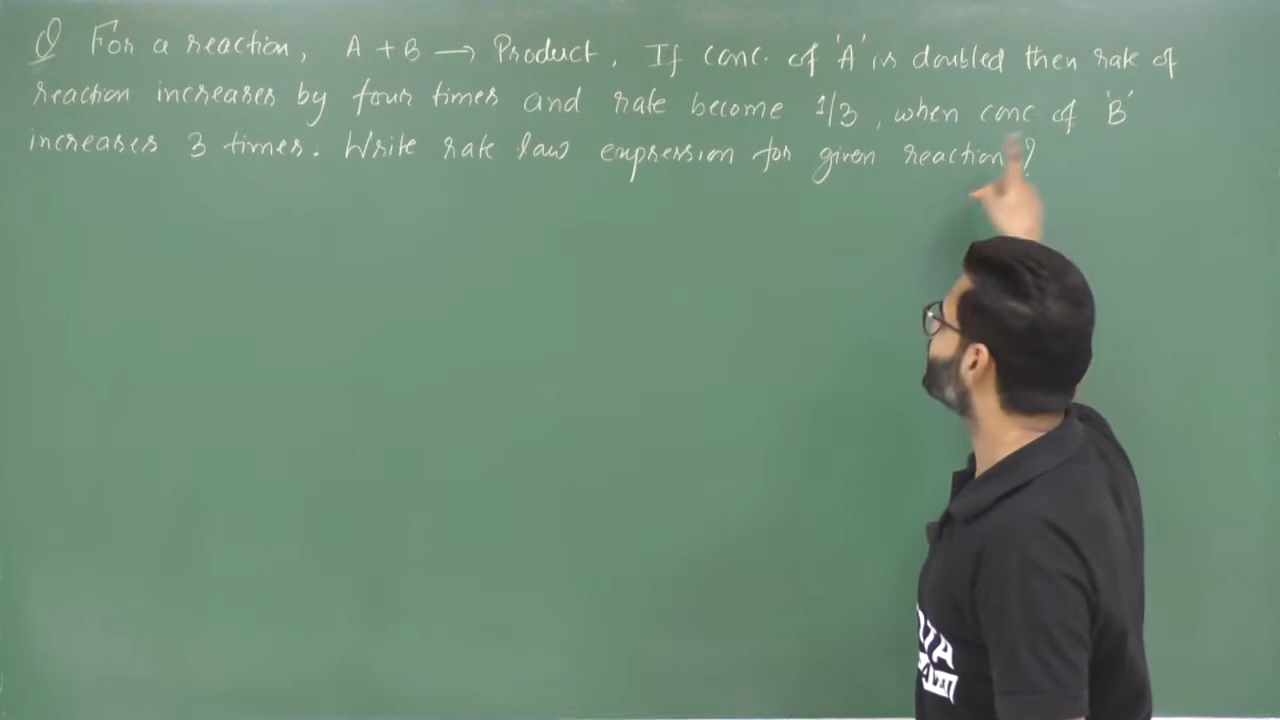 Q For a reaction, A + B → Product. If conc. of 'A' is doubled then rate of
reaction increases by four times and rate become 1/3, when conc of 'B'
increases 3 times. Write rate law expression for given reaction?